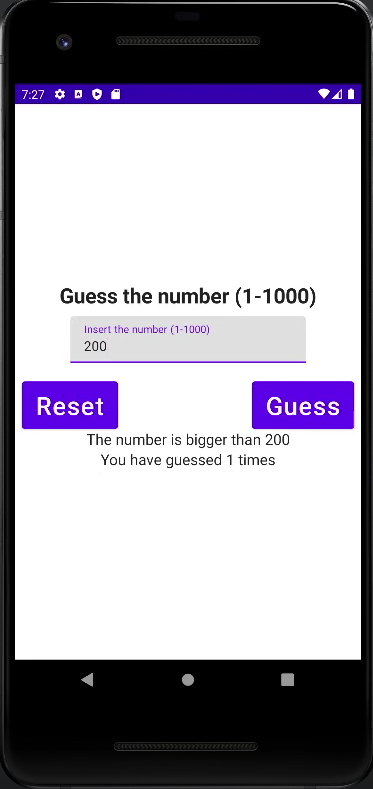 7:27
Guess the number (1-1000)
Insert the number (1-1000)
200
Reset
Guess
The number is bigger than 200
You have guessed 1 times